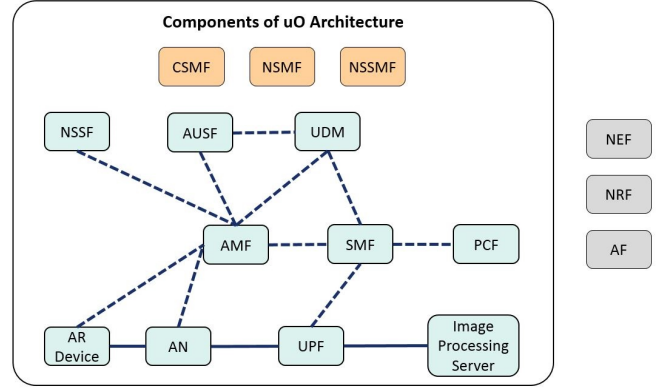 Components of uO Architecture
CSMF
NSMF
NSSMF
NSSF
AUSF
UDM
NEF
NRF
AF
AMF
SMF
PCF
AR
Device
AN
UPF
Image
Processing
Server